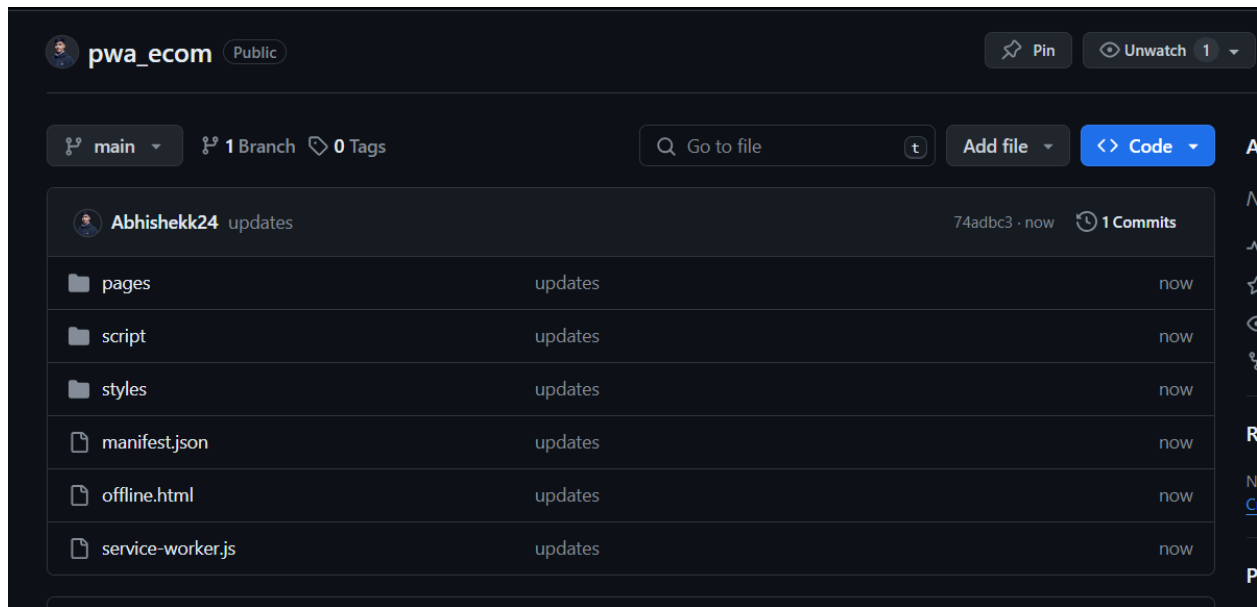 pwa_ecom Public Pin Unwatch 1
main 1 Branch 0 Tags Go to file t Add file Code
Abhishekk24 updates 74adbc3 · now 1 Commits
pages updates now
script updates now
styles updates now
manifest.json updates now
offline.html updates now
service-worker.js updates now